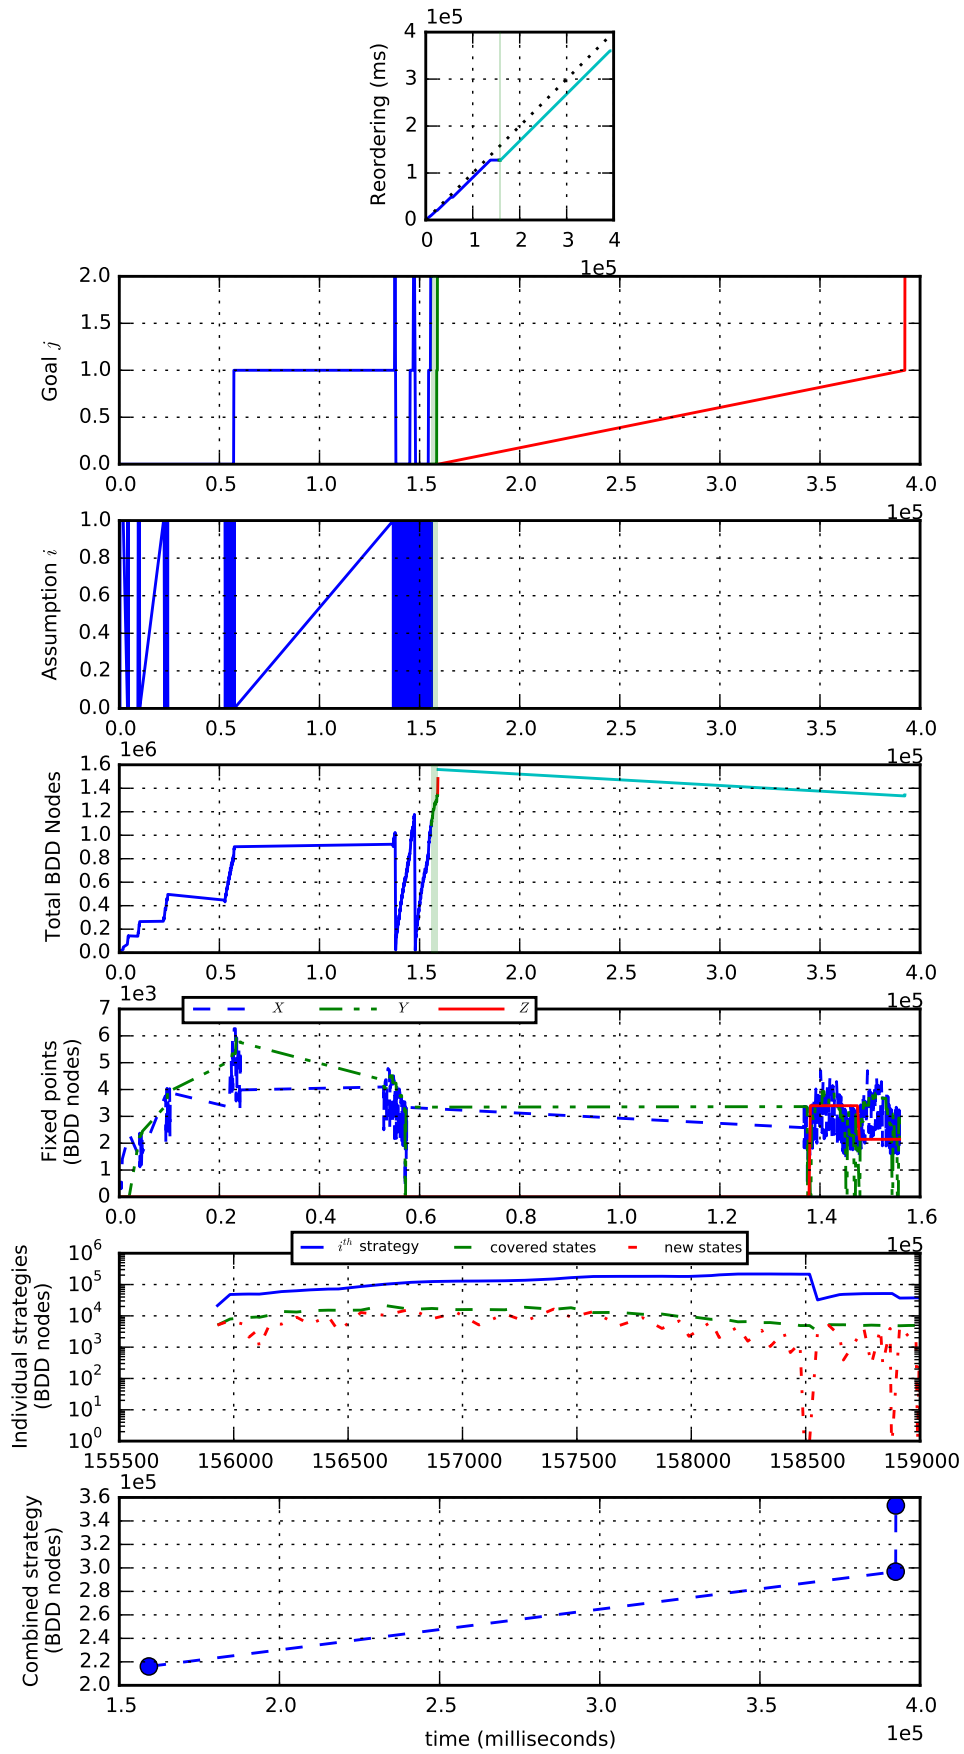 1e5
Reordering (ms)
4
3
2
1
0
0 1 2 3 4
1e5
Goal j
2.0
1.5
1.0
0.5
0.0
0.0 0.5 1.0 1.5 2.0 2.5 3.0 3.5 4.0
1e5
Assumption i
1.0
0.8
0.6
0.4
0.2
0.0
0.0 0.5 1.0 1.5 2.0 2.5 3.0 3.5 4.0
1e5
1e6
Total BDD Nodes
1.6
1.4
1.2
1.0
0.8
0.6
0.4
0.2
0.0
0.0 0.5 1.0 1.5 2.0 2.5 3.0 3.5 4.0
1e5
1e3
X Y Z
Fixed points
(BDD nodes)
7
6
5
4
3
2
1
0
0.0 0.2 0.4 0.6 0.8 1.0 1.2 1.4 1.6
1e5
i^th strategy covered states new states
Individual strategies
(BDD nodes)
10^6
10^5
10^4
10^3
10^2
10^1
10^0
155500 156000 156500 157000 157500 158000 158500 159000
1e5
Combined strategy
(BDD nodes)
3.6
3.4
3.2
3.0
2.8
2.6
2.4
2.2
2.0
1.5 2.0 2.5 3.0 3.5 4.0
time (milliseconds)
1e5